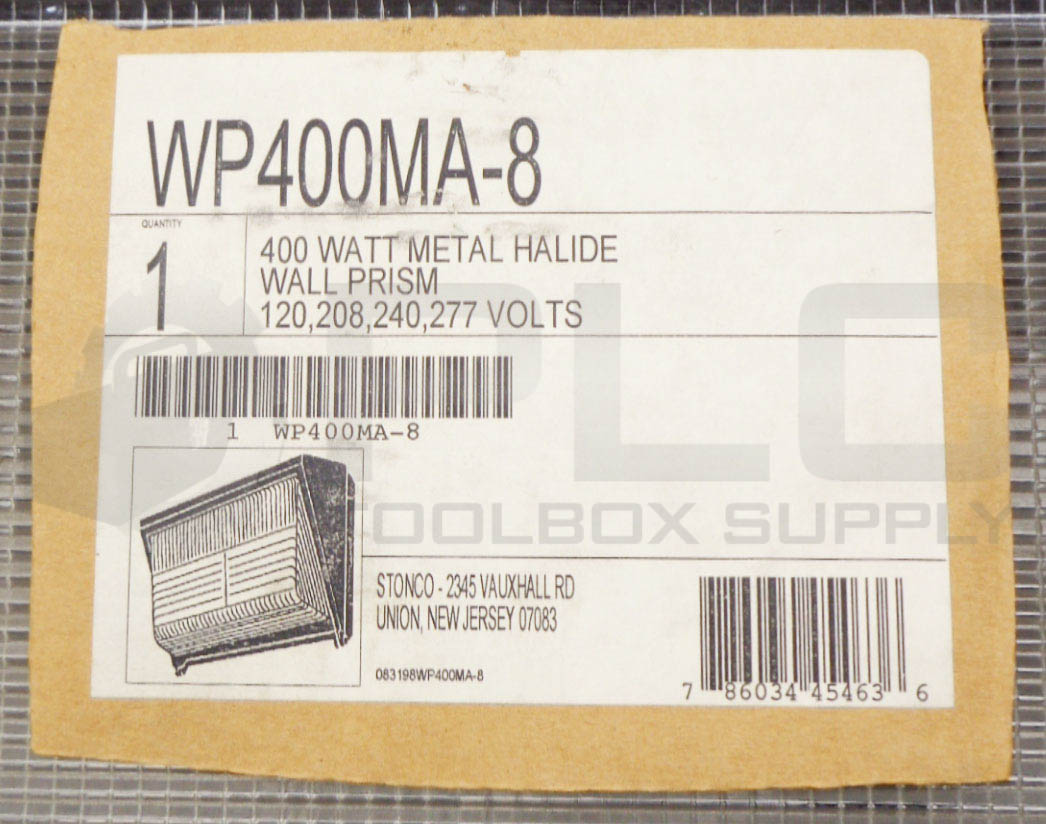 WP400MA-8
QUANTITY
1
400 WATT METAL HALIDE
WALL PRISM
120,208,240,277 VOLTS
1 WP400MA-8
PLC
TOOLBOX SUPPLY
STONCO - 2345 VAUXHALL RD
UNION, NEW JERSEY 07083
083198WP400MA-8
7 86034 45463 6